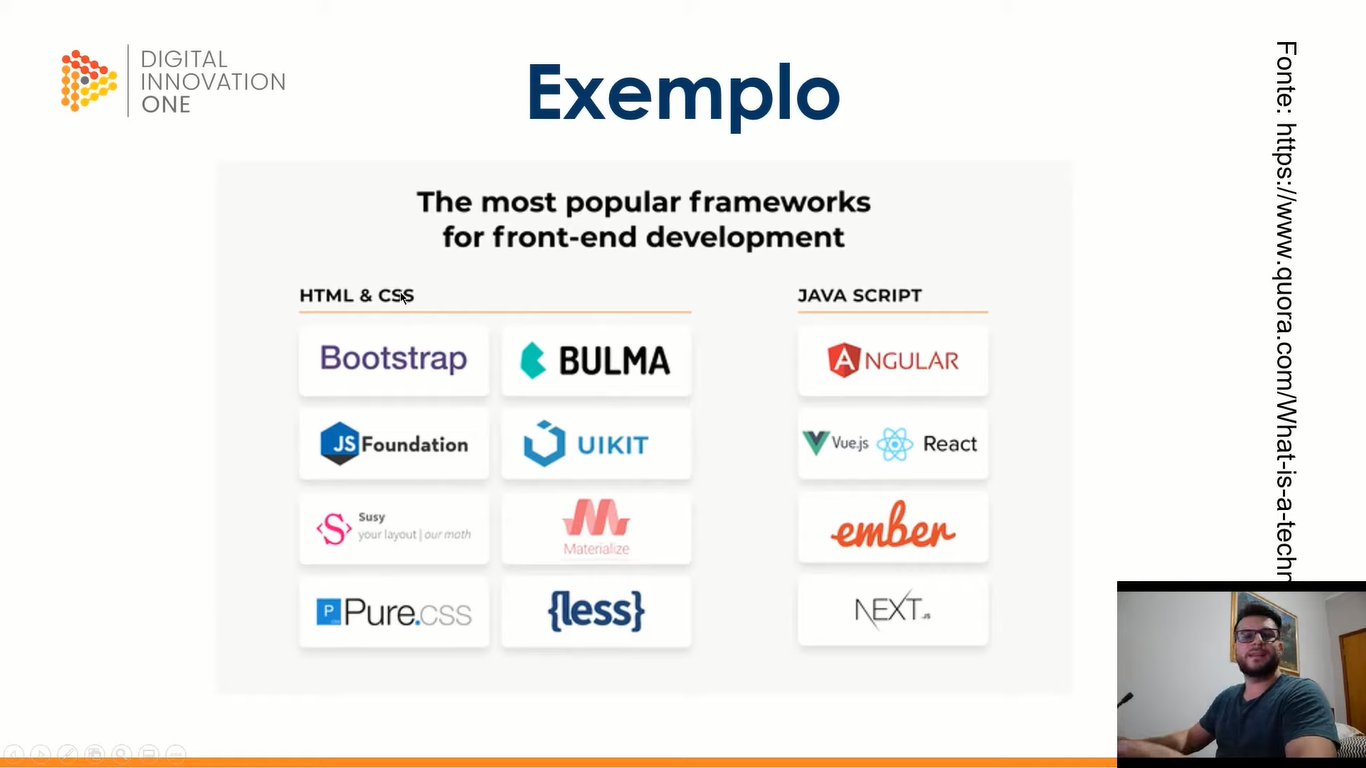 DIGITAL
INNOVATION
ONE
Exemplo
The most popular frameworks
for front-end development
HTML & CSS
Bootstrap
BULMA
JS Foundation
UIKIT
Susy
your layout | our math
Materialize
P Pure.css
{less}
JAVA SCRIPT
ANGULAR
Vue.js React
ember
NEXT.JS
Fonte: https://www.quora.com/What-is-a-techn